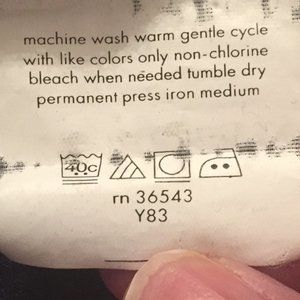 machine wash warm gentle cycle
with like colors only non-chlorine
bleach when needed tumble dry
permanent press iron medium
40c
rn 36543
Y83